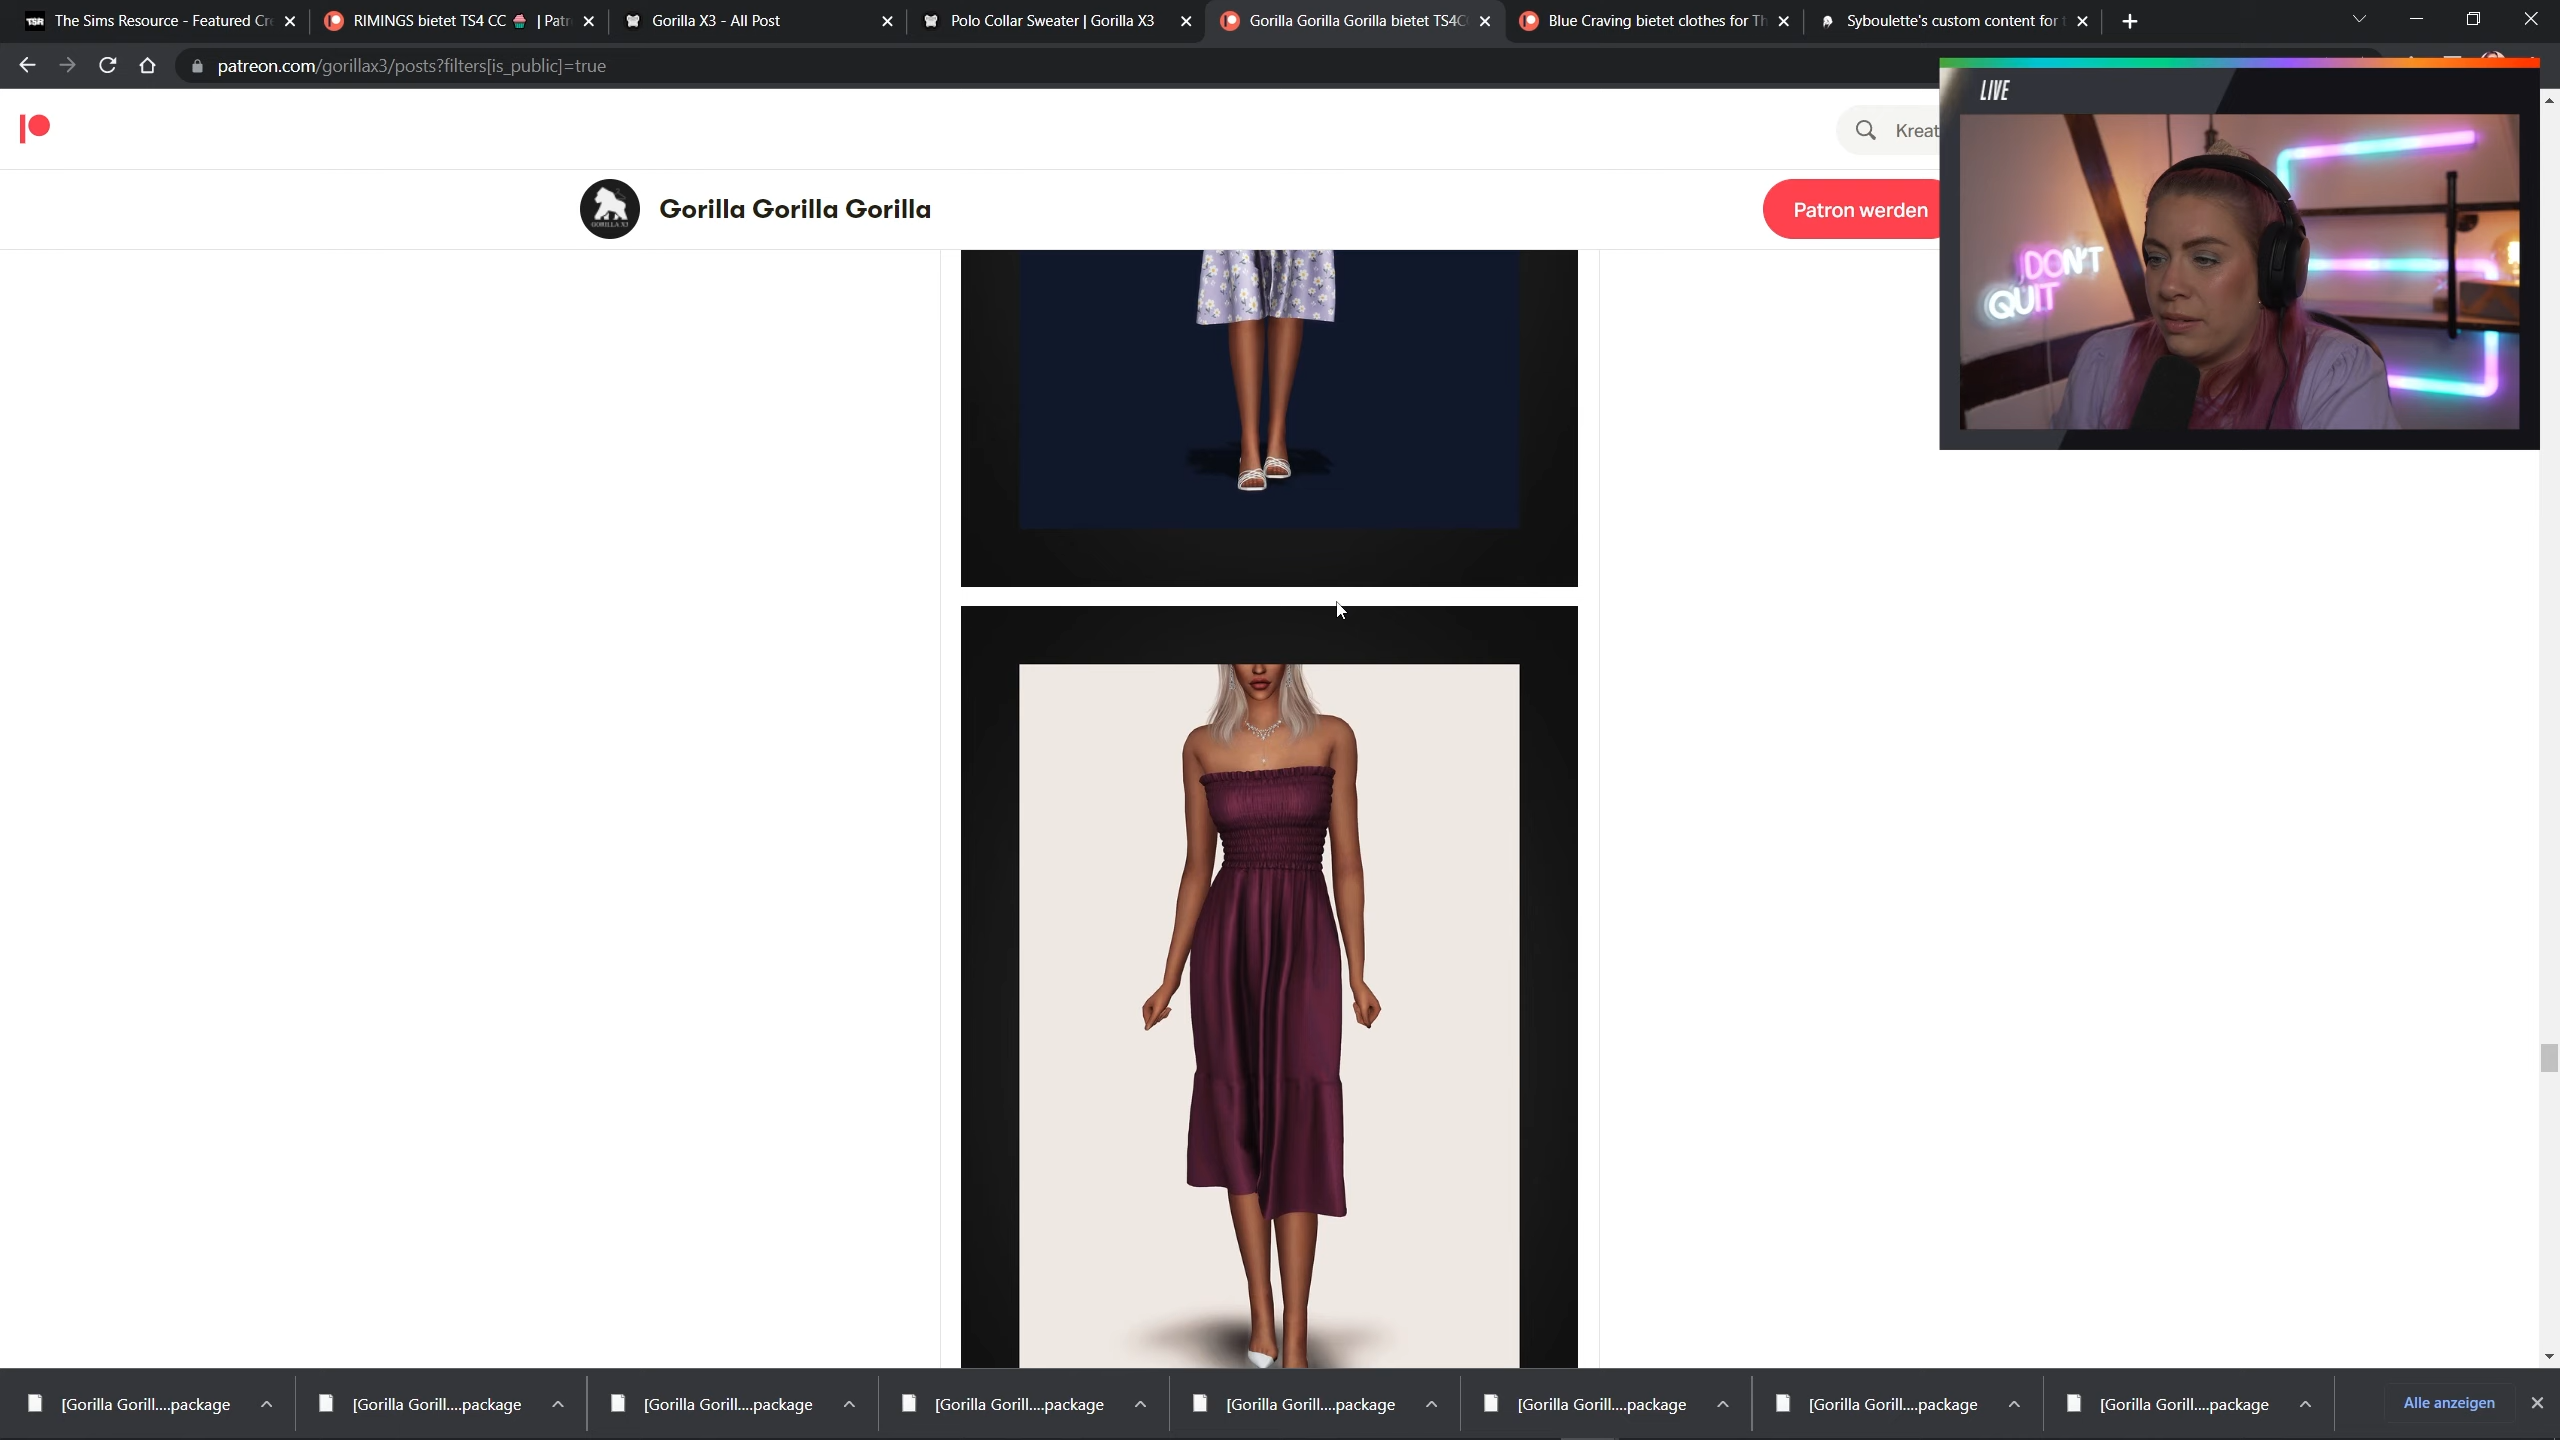 TSR The Sims Resource - Featured Cr
RIMINGS bietet TS4 CC 🧁 | Patr
Gorilla X3 - All Post
Polo Collar Sweater | Gorilla X3
Gorilla Gorilla Gorilla bietet TS4C
Blue Craving bietet clothes for Th
Syboulette's custom content for t
patreon.com/gorillax3/posts?filters[is_public]=true
LIVE
Kreat
GORILLA X3
Gorilla Gorilla Gorilla
Patron werden
DON'T
QUIT
[Gorilla Gorill....package
[Gorilla Gorill....package
[Gorilla Gorill....package
[Gorilla Gorill....package
[Gorilla Gorill....package
[Gorilla Gorill....package
[Gorilla Gorill....package
[Gorilla Gorill....package
Alle anzeigen